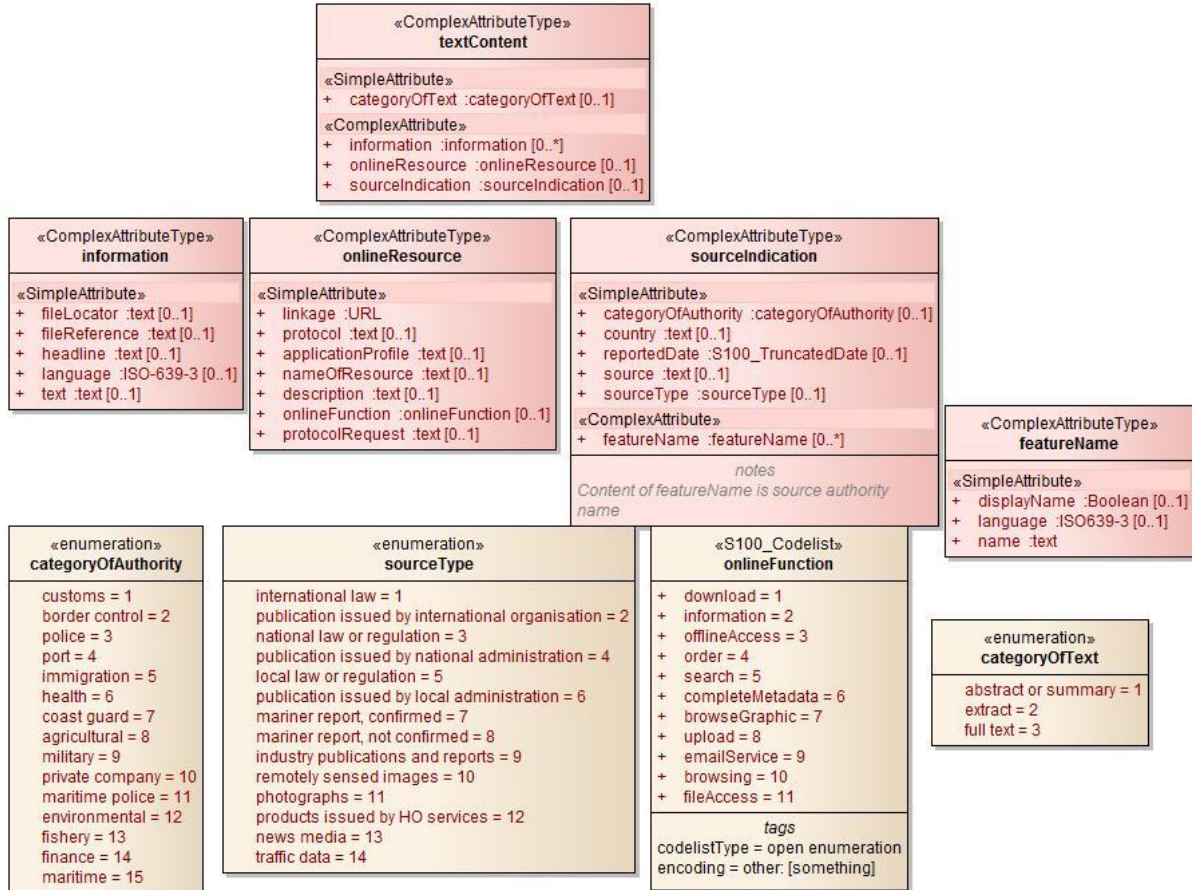 «ComplexAttributeType»
textContent
«SimpleAttribute»
+ categoryOfText :categoryOfText [0..1]
«ComplexAttribute»
+ information :information [0..*]
+ onlineResource :onlineResource [0..1]
+ sourceIndication :sourceIndication [0..1]
«ComplexAttributeType»
information
«SimpleAttribute»
+ fileLocator :text [0..1]
+ fileReference :text [0..1]
+ headline :text [0..1]
+ language :ISO-639-3 [0..1]
+ text :text [0..1]
«ComplexAttributeType»
onlineResource
«SimpleAttribute»
+ linkage :URL
+ protocol :text [0..1]
+ applicationProfile :text [0..1]
+ nameOfResource :text [0..1]
+ description :text [0..1]
+ onlineFunction :onlineFunction [0..1]
+ protocolRequest :text [0..1]
«ComplexAttributeType»
sourceIndication
«SimpleAttribute»
+ categoryOfAuthority :categoryOfAuthority [0..1]
+ country :text [0..1]
+ reportedDate :S100_TruncatedDate [0..1]
+ source :text [0..1]
+ sourceType :sourceType [0..1]
«ComplexAttribute»
+ featureName :featureName [0..*]
notes
Content of featureName is source authority
name
«ComplexAttributeType»
featureName
«SimpleAttribute»
+ displayName :Boolean [0..1]
+ language :ISO639-3 [0..1]
+ name :text
«enumeration»
categoryOfAuthority
customs = 1
border control = 2
police = 3
port = 4
immigration = 5
health = 6
coast guard = 7
agricultural = 8
military = 9
private company = 10
maritime police = 11
environmental = 12
fishery = 13
finance = 14
maritime = 15
«enumeration»
sourceType
international law = 1
publication issued by international organisation = 2
national law or regulation = 3
publication issued by national administration = 4
local law or regulation = 5
publication issued by local administration = 6
mariner report, confirmed = 7
mariner report, not confirmed = 8
industry publications and reports = 9
remotely sensed images = 10
photographs = 11
products issued by HO services = 12
news media = 13
traffic data = 14
«S100_Codelist»
onlineFunction
+ download = 1
+ information = 2
+ offlineAccess = 3
+ order = 4
+ search = 5
+ completeMetadata = 6
+ browseGraphic = 7
+ upload = 8
+ emailService = 9
+ browsing = 10
+ fileAccess = 11
tags
codelistType = open enumeration
encoding = other: [something]
«enumeration»
categoryOfText
abstract or summary = 1
extract = 2
full text = 3